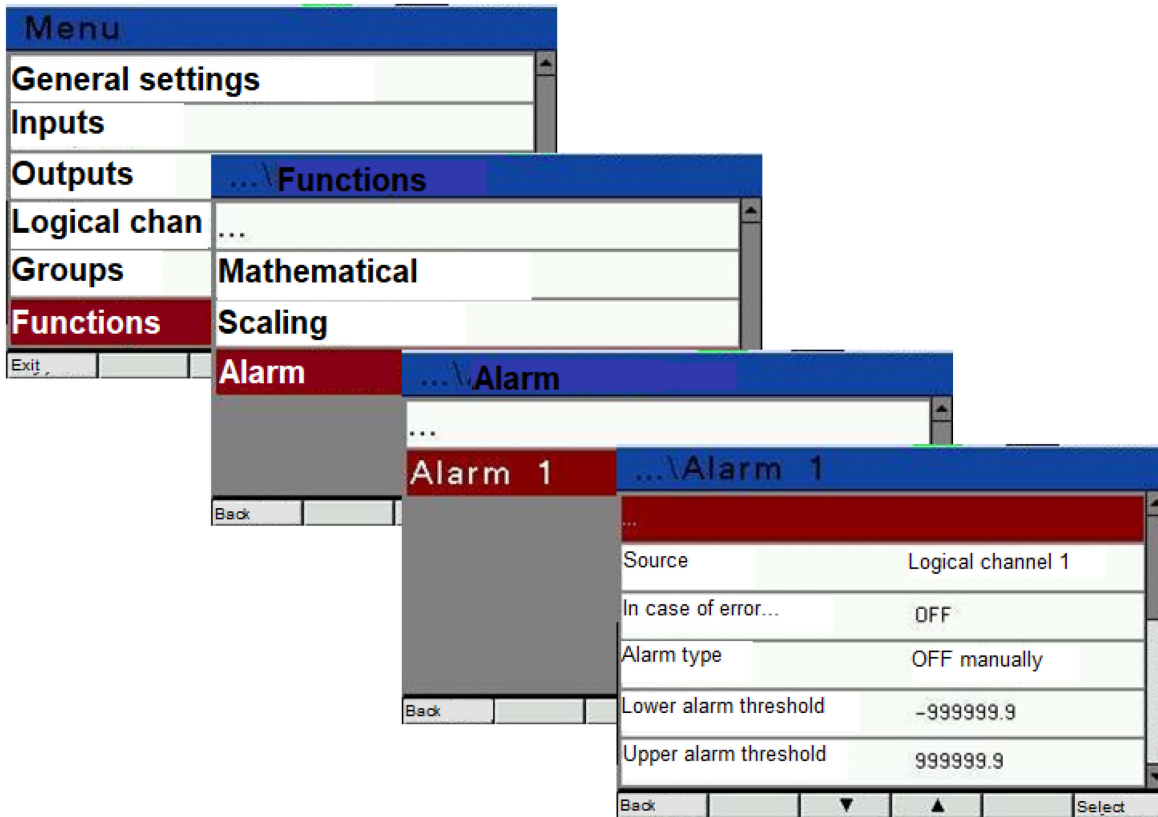 Menu
General settings
Inputs
Outputs
Logical chan
Groups
Functions
Exit
...\Functions
...
Mathematical
Scaling
Alarm
Back
...\Alarm
...
Alarm 1
Back
...\Alarm 1
...
Source Logical channel 1
In case of error... OFF
Alarm type OFF manually
Lower alarm threshold -999999.9
Upper alarm threshold 999999.9
Back ▼ ▲ Select